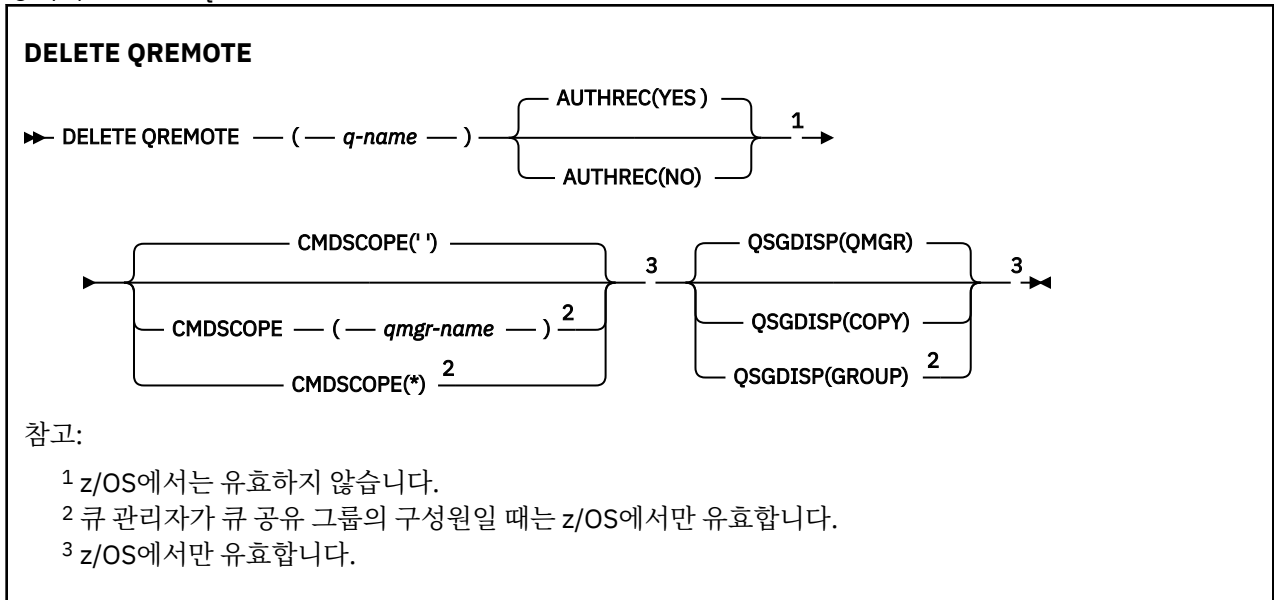 DELETE QREMOTE
AUTHREC(YES )
DELETE QREMOTE ( q-name ) 1
AUTHREC(NO)
CMDSCOPE(' ') 3 QSGDISP(QMGR) 3
CMDSCOPE ( qmgr-name ) 2 QSGDISP(COPY)
CMDSCOPE(*) 2 QSGDISP(GROUP) 2
참고:
1 z/OS에서는 유효하지 않습니다.
2 큐 관리자가 큐 공유 그룹의 구성원일 때는 z/OS에서만 유효합니다.
3 z/OS에서만 유효합니다.